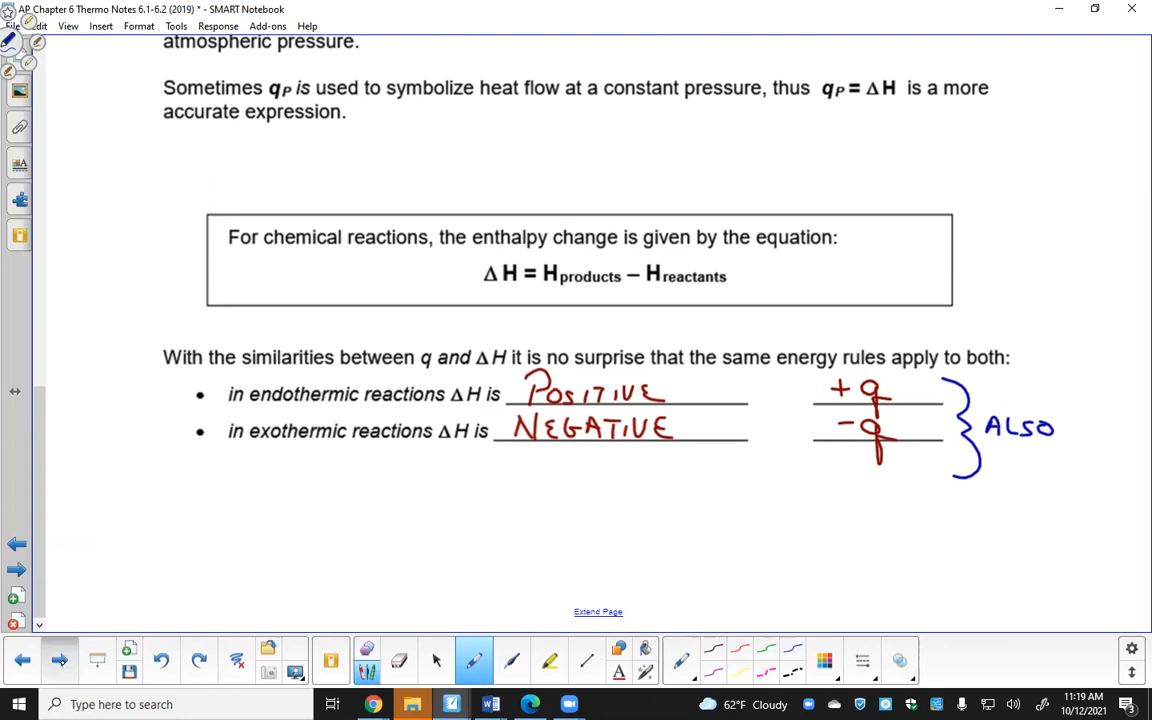 AP Chapter 6 Thermo Notes 6.1-6.2 (2019) * - SMART Notebook
File Edit View Insert Format Tools Response Add-ons Help
atmospheric pressure.
Sometimes qP is used to symbolize heat flow at a constant pressure, thus qP = Δ H is a more
accurate expression.
For chemical reactions, the enthalpy change is given by the equation:
Δ H = Hproducts – Hreactants
With the similarities between q and Δ H it is no surprise that the same energy rules apply to both:
• in endothermic reactions Δ H is POSITIVE +q
• in exothermic reactions Δ H is NEGATIVE -q
ALSO
Extend Page
Type here to search
62°F Cloudy
11:19 AM
10/12/2021
3